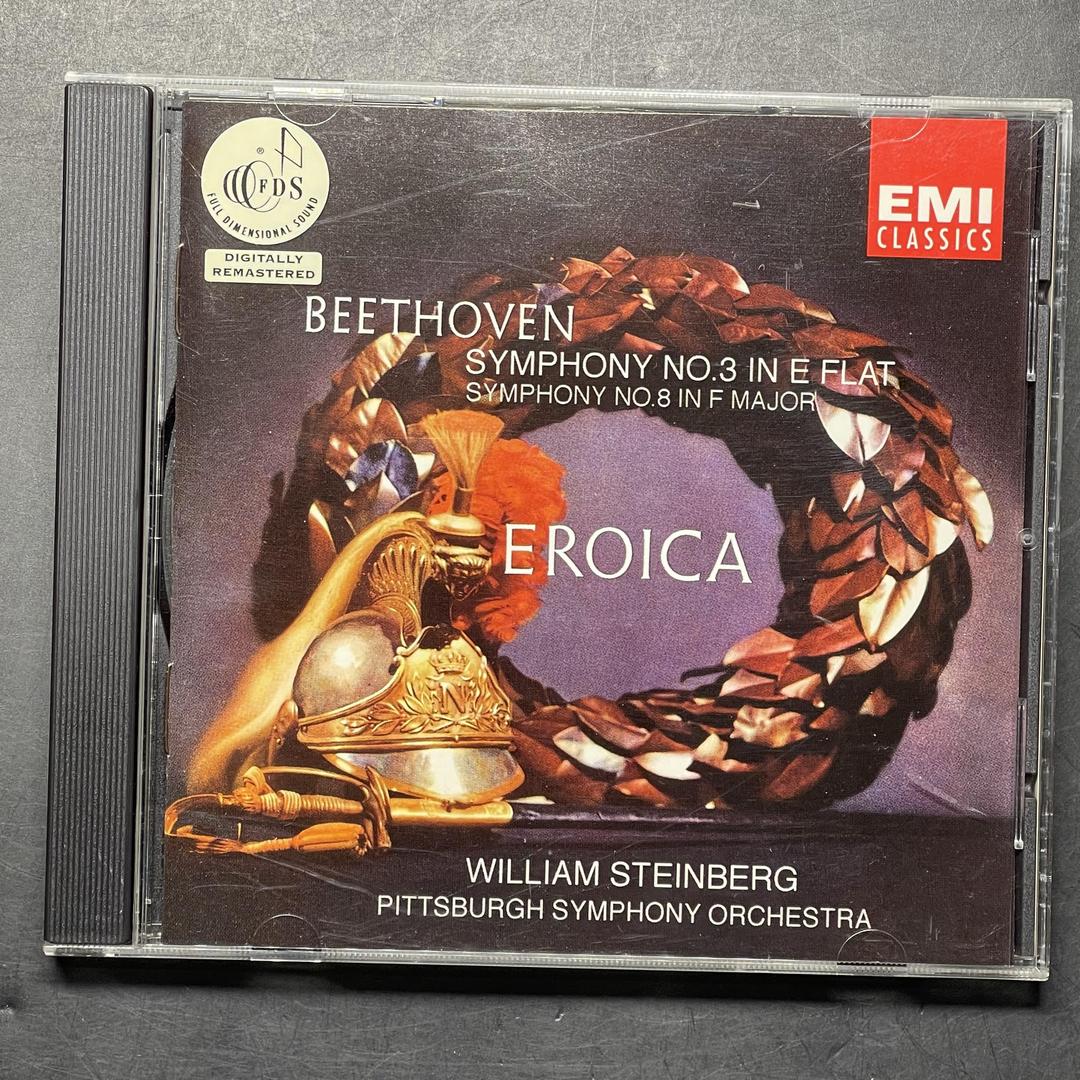 ®
FDS
FULL DIMENSIONAL SOUND
DIGITALLY
REMASTERED
EMI
CLASSICS
BEETHOVEN
SYMPHONY NO.3 IN E FLAT
SYMPHONY NO.8 IN F MAJOR
EROICA
N
WILLIAM STEINBERG
PITTSBURGH SYMPHONY ORCHESTRA